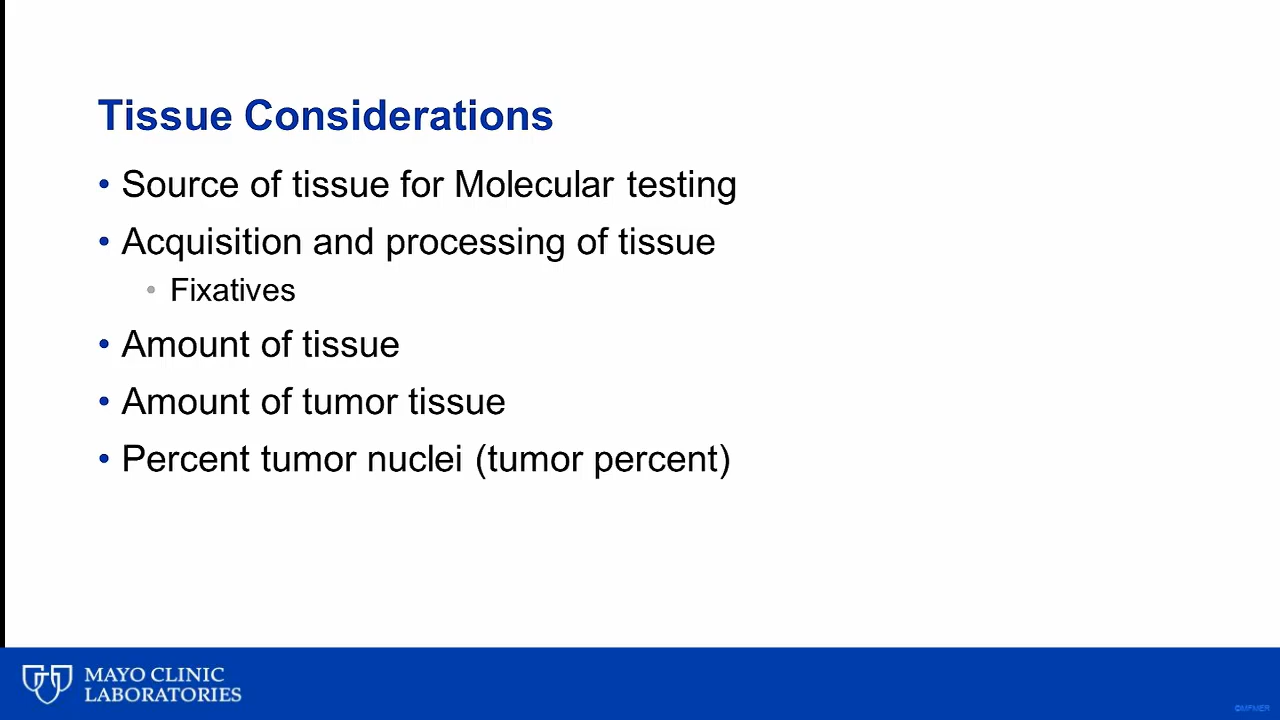 Tissue Considerations
• Source of tissue for Molecular testing
• Acquisition and processing of tissue
• Fixatives
• Amount of tissue
• Amount of tumor tissue
• Percent tumor nuclei (tumor percent)
MAYO CLINIC
LABORATORIES
©MFMER